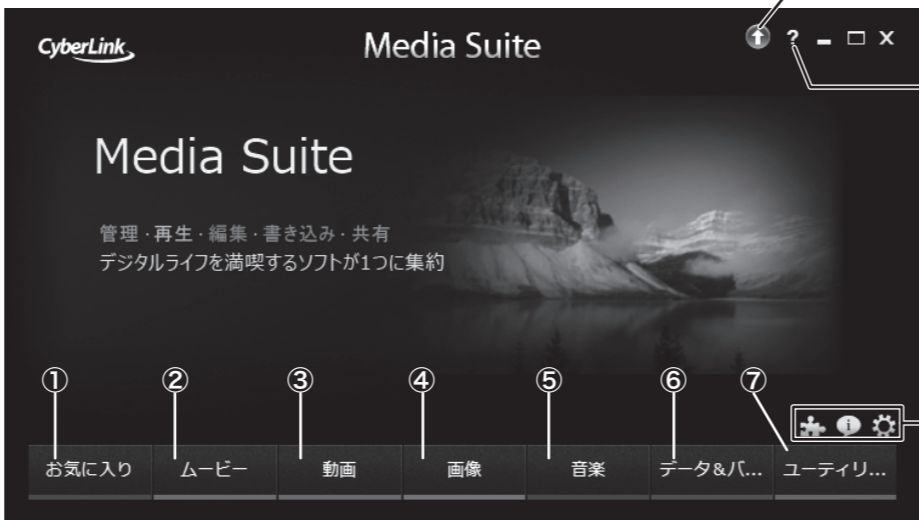 CyberLink
Media Suite
?
Media Suite
管理・再生・編集・書き込み・共有
デジタルライフを満喫するソフトが1つに集約
① ② ③ ④ ⑤ ⑥ ⑦
お気に入り ムービー 動画 画像 音楽 データ&バ... ユーティリ...